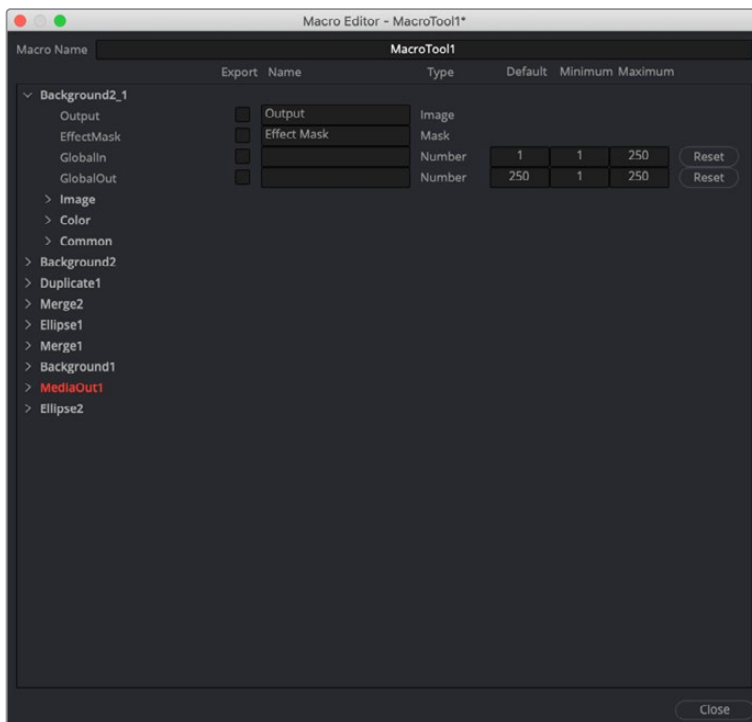 Macro Editor - MacroTool1*
Macro Name MacroTool1
Export Name Type Default Minimum Maximum
Background2_1
Output Output Image
EffectMask Effect Mask Mask
GlobalIn Number 1 1 250 Reset
GlobalOut Number 250 1 250 Reset
Image
Color
Common
Background2
Duplicate1
Merge2
Ellipse1
Merge1
Background1
MediaOut1
Ellipse2
Close